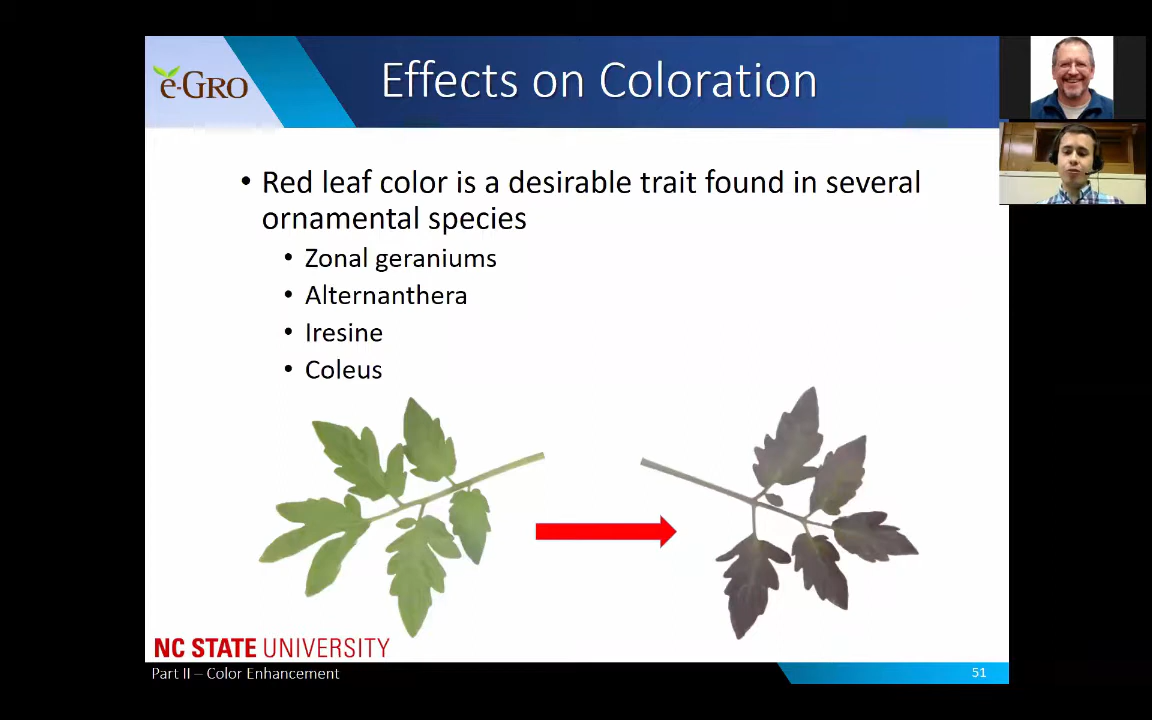 e-GRO
Effects on Coloration
• Red leaf color is a desirable trait found in several
ornamental species
• Zonal geraniums
• Alternanthera
• Iresine
• Coleus
NC STATE UNIVERSITY
Part II – Color Enhancement
51